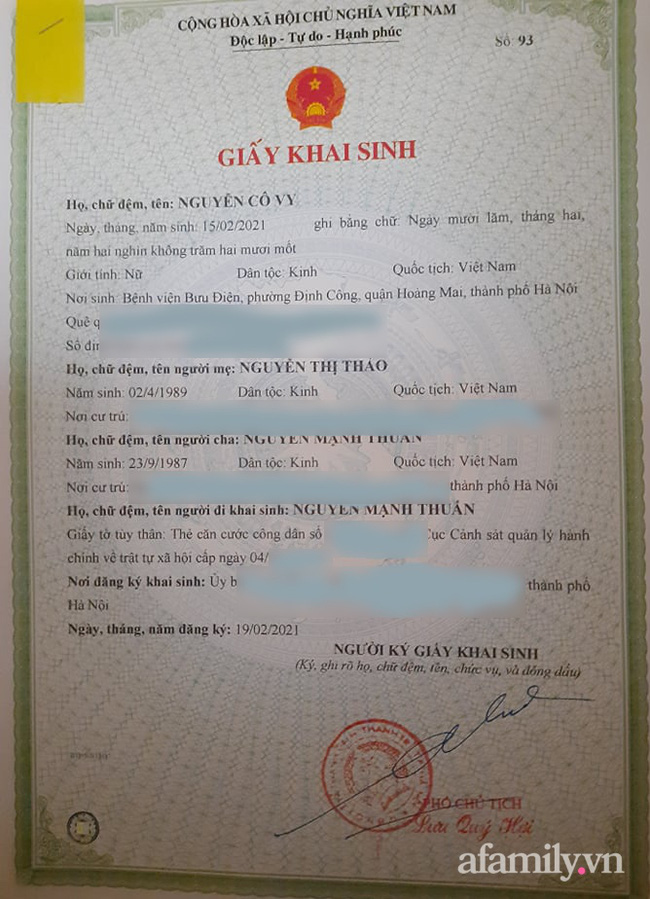 CỘNG HÒA XÃ HỘI CHỦ NGHĨA VIỆT NAM
Độc lập - Tự do - Hạnh phúc
Số: 93
GIẤY KHAI SINH
Họ, chữ đệm, tên: NGUYỄN CÔ VY
Ngày, tháng, năm sinh: 15/02/2021 ghi bằng chữ: Ngày mười lăm, tháng hai,
năm hai nghìn không trăm hai mươi mốt
Giới tính: Nữ Dân tộc: Kinh Quốc tịch: Việt Nam
Nơi sinh: Bệnh viện Bưu Điện, phường Định Công, quận Hoàng Mai, thành phố Hà Nội
Quê q
Số địn
Họ, chữ đệm, tên người mẹ: NGUYỄN THỊ THẢO
Năm sinh: 02/4/1989 Dân tộc: Kinh Quốc tịch: Việt Nam
Nơi cư trú:
Họ, chữ đệm, tên người cha: NGUYỄN MẠNH THUẦN
Năm sinh: 23/9/1987 Dân tộc: Kinh Quốc tịch: Việt Nam
Nơi cư trú: thành phố Hà Nội
Họ, chữ đệm, tên người đi khai sinh: NGUYỄN MẠNH THUẦN
Giấy tờ tùy thân: Thẻ căn cước công dân số Cục Cảnh sát quản lý hành
chính về trật tự xã hội cấp ngày 04/
Nơi đăng ký khai sinh: Ủy b thành phố
Hà Nội
Ngày, tháng, năm đăng ký: 19/02/2021
NGƯỜI KÝ GIẤY KHAI SINH
(Ký, ghi rõ họ, chữ đệm, tên, chức vụ, và đóng dấu)
PHÓ CHỦ TỊCH
Lưu Quý Hội
afamily.vn